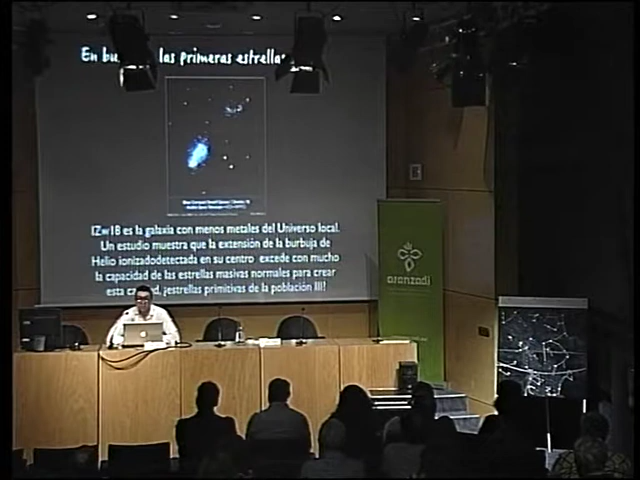 En bu las primeras estrella
IZw18 es la galaxia con menos metales del Universo local.
Un estudio muestra que la extensión de la burbuja de
Helio ionizadodetectada en su centro excede con mucho
la capacidad de las estrellas masivas normales para crear
esta ca d, ¡estrellas primitivas de la población III!
aranzadi